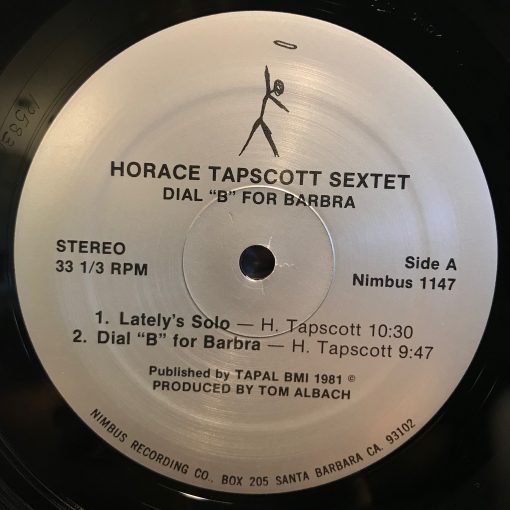 HORACE TAPSCOTT SEXTET
DIAL “B” FOR BARBRA
STEREO
33 1/3 RPM
Side A
Nimbus 1147
1. Lately's Solo — H. Tapscott 10:30
2. Dial “B” for Barbra — H. Tapscott 9:47
Published by TAPAL BMI 1981 ©
PRODUCED BY TOM ALBACH
NIMBUS RECORDING CO., BOX 205 SANTA BARBARA CA. 93102